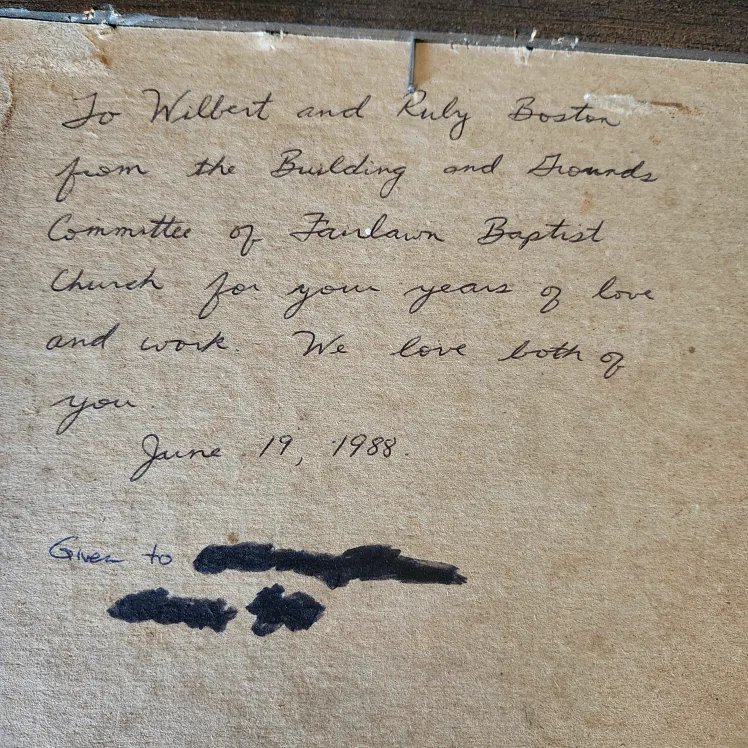 To Wilbert and Ruby Boston
from the Building and Grounds
Committee of Fairlawn Baptist
Church for your years of love
and work. We love both of
you.
June 19, 1988.
Given to